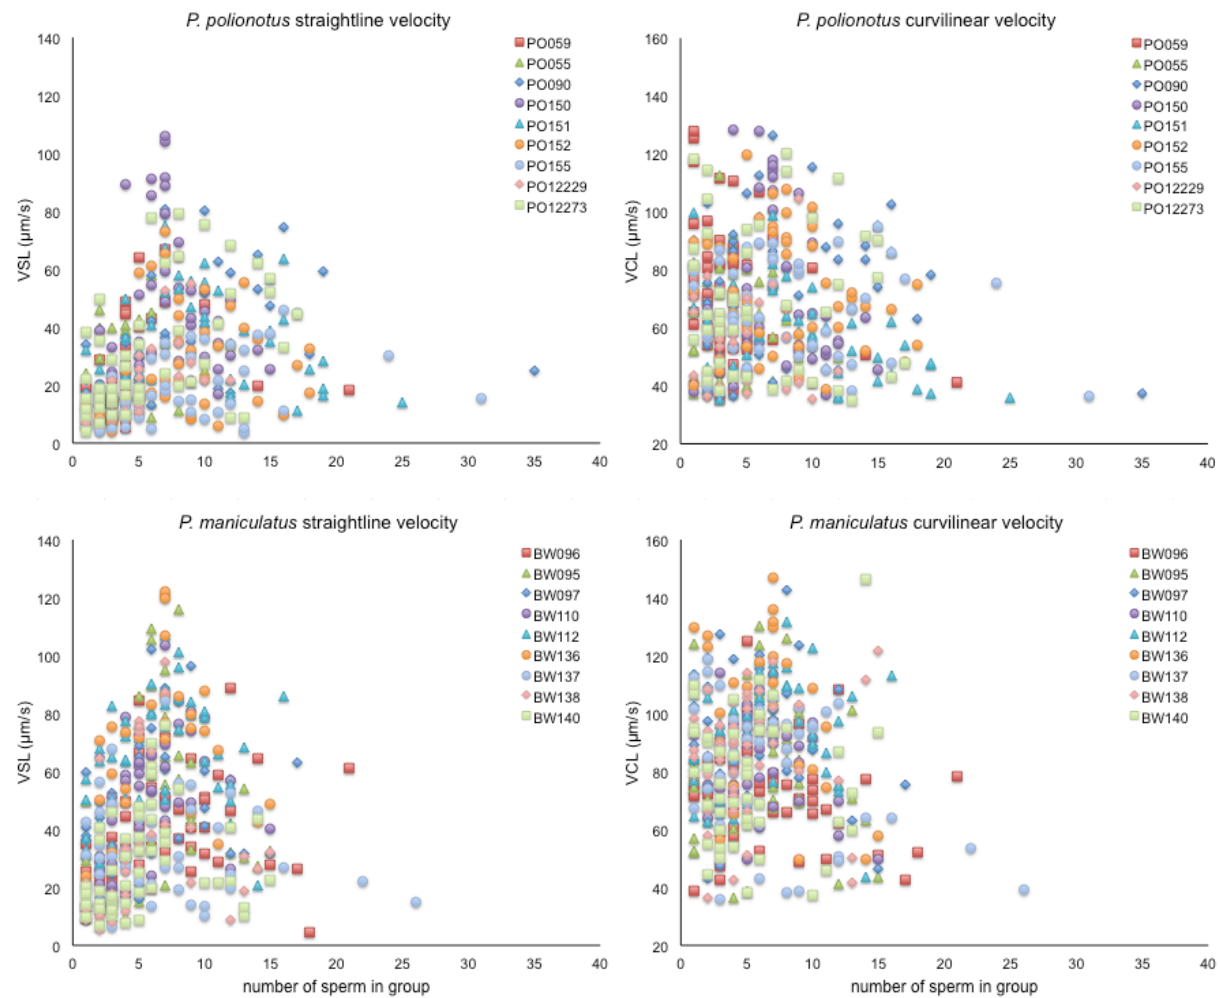 P. polionotus straightline velocity
140
120
100
80
60
40
20
0
VSL (µm/s)
0 5 10 15 20 25 30 35 40
PO059
PO055
PO090
PO150
PO151
PO152
PO155
PO12229
PO12273
P. polionotus curvilinear velocity
160
140
120
100
80
60
40
20
VCL (µm/s)
0 5 10 15 20 25 30 35 40
PO059
PO055
PO090
PO150
PO151
PO152
PO155
PO12229
PO12273
P. maniculatus straightline velocity
140
120
100
80
60
40
20
0
VSL (µm/s)
0 5 10 15 20 25 30 35 40
number of sperm in group
BW096
BW095
BW097
BW110
BW112
BW136
BW137
BW138
BW140
P. maniculatus curvilinear velocity
160
140
120
100
80
60
40
20
VCL (µm/s)
0 5 10 15 20 25 30 35 40
number of sperm in group
BW096
BW095
BW097
BW110
BW112
BW136
BW137
BW138
BW140